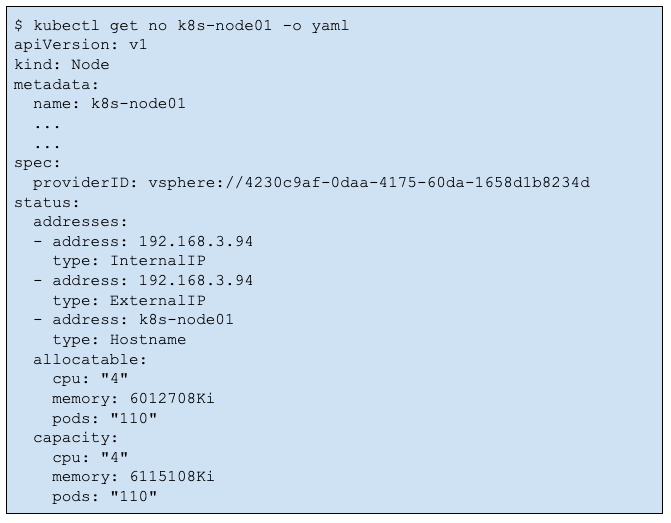 $ kubectl get no k8s-node01 -o yaml
apiVersion: v1
kind: Node
metadata:
  name: k8s-node01
  ...
  ...
spec:
  providerID: vsphere://4230c9af-0daa-4175-60da-1658d1b8234d
status:
  addresses:
  - address: 192.168.3.94
    type: InternalIP
  - address: 192.168.3.94
    type: ExternalIP
  - address: k8s-node01
    type: Hostname
  allocatable:
    cpu: "4"
    memory: 6012708Ki
    pods: "110"
  capacity:
    cpu: "4"
    memory: 6115108Ki
    pods: "110"